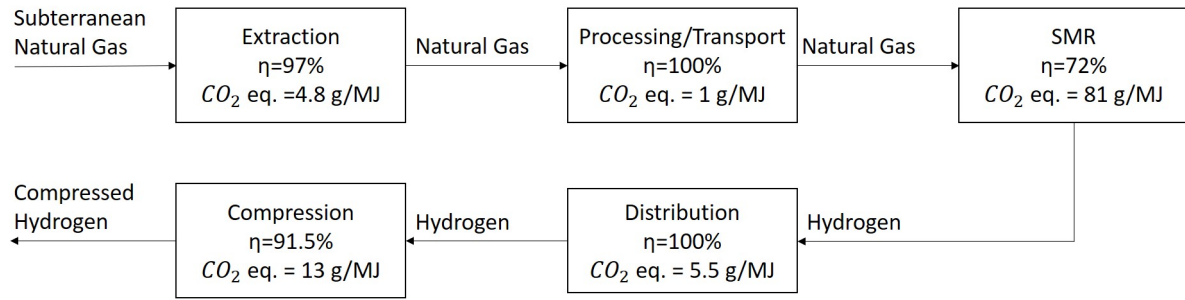 Subterranean
Natural Gas
Extraction
η=97%
CO₂ eq. =4.8 g/MJ
Natural Gas
Processing/Transport
η=100%
CO₂ eq. = 1 g/MJ
Natural Gas
SMR
η=72%
CO₂ eq. = 81 g/MJ
Hydrogen
Distribution
η=100%
CO₂ eq. = 5.5 g/MJ
Hydrogen
Compression
η=91.5%
CO₂ eq. = 13 g/MJ
Compressed
Hydrogen